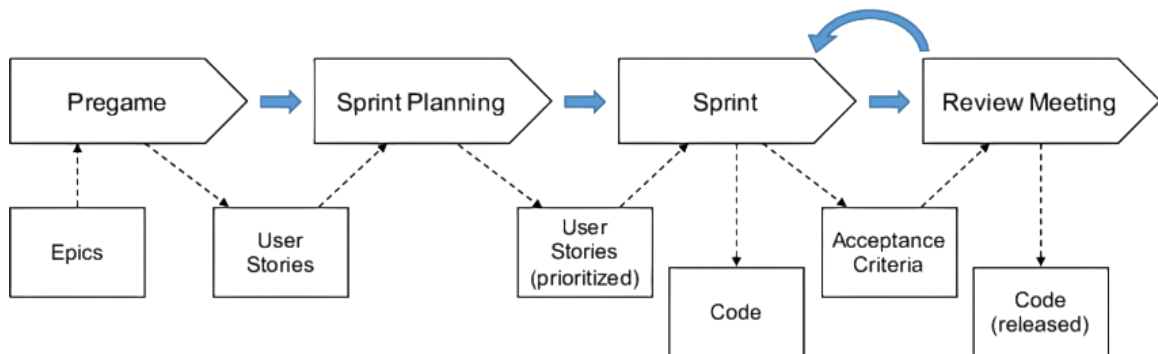 Pregame
Sprint Planning
Sprint
Review Meeting
Epics
User
Stories
User
Stories
(prioritized)
Code
Acceptance
Criteria
Code
(released)